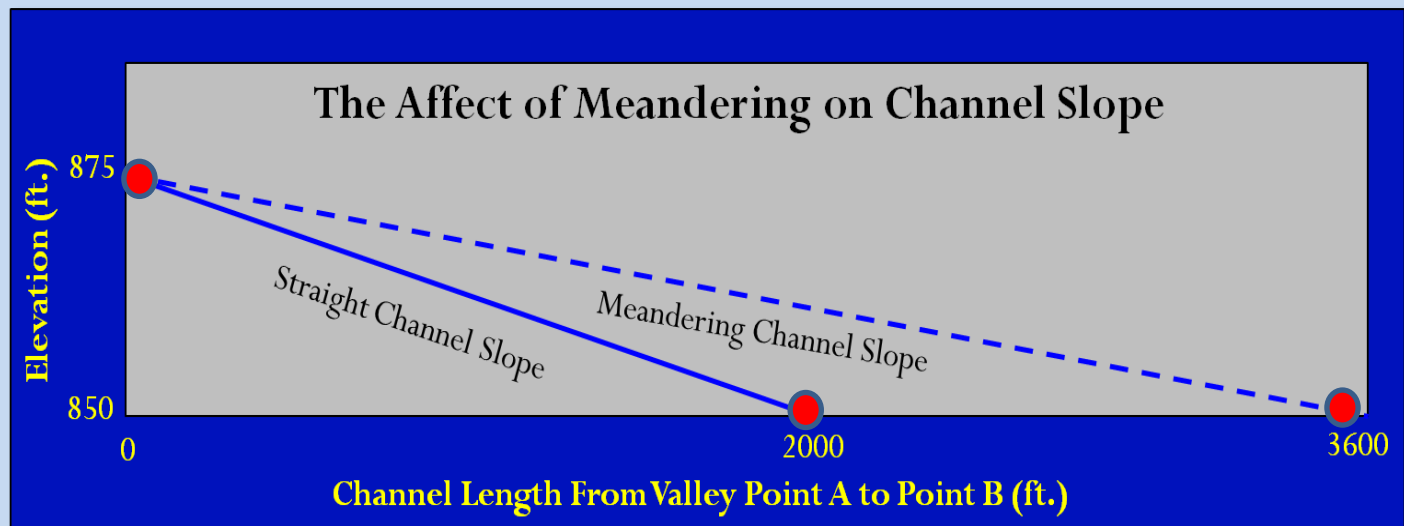 The Affect of Meandering on Channel Slope
875
Elevation (ft.)
Straight Channel Slope
Meandering Channel Slope
850
0
2000
3600
Channel Length From Valley Point A to Point B (ft.)